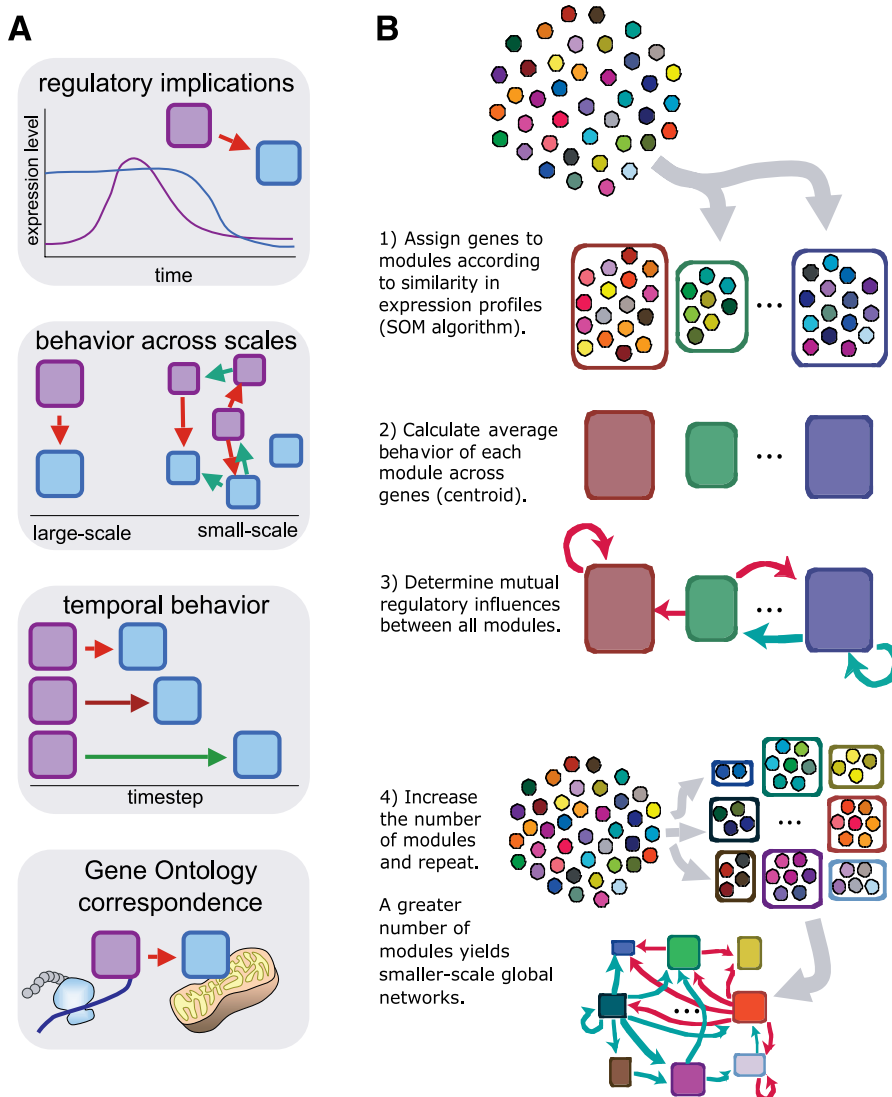 A
regulatory implications
expression level
time
behavior across scales
large-scale
small-scale
temporal behavior
timestep
Gene Ontology
correspondence
B
1) Assign genes to
modules according
to similarity in
expression profiles
(SOM algorithm).
...
2) Calculate average
behavior of each
module across
genes (centroid).
...
3) Determine mutual
regulatory influences
between all modules.
...
4) Increase
the number
of modules
and repeat.
...
A greater
number of
modules yields
smaller-scale global
networks.
...